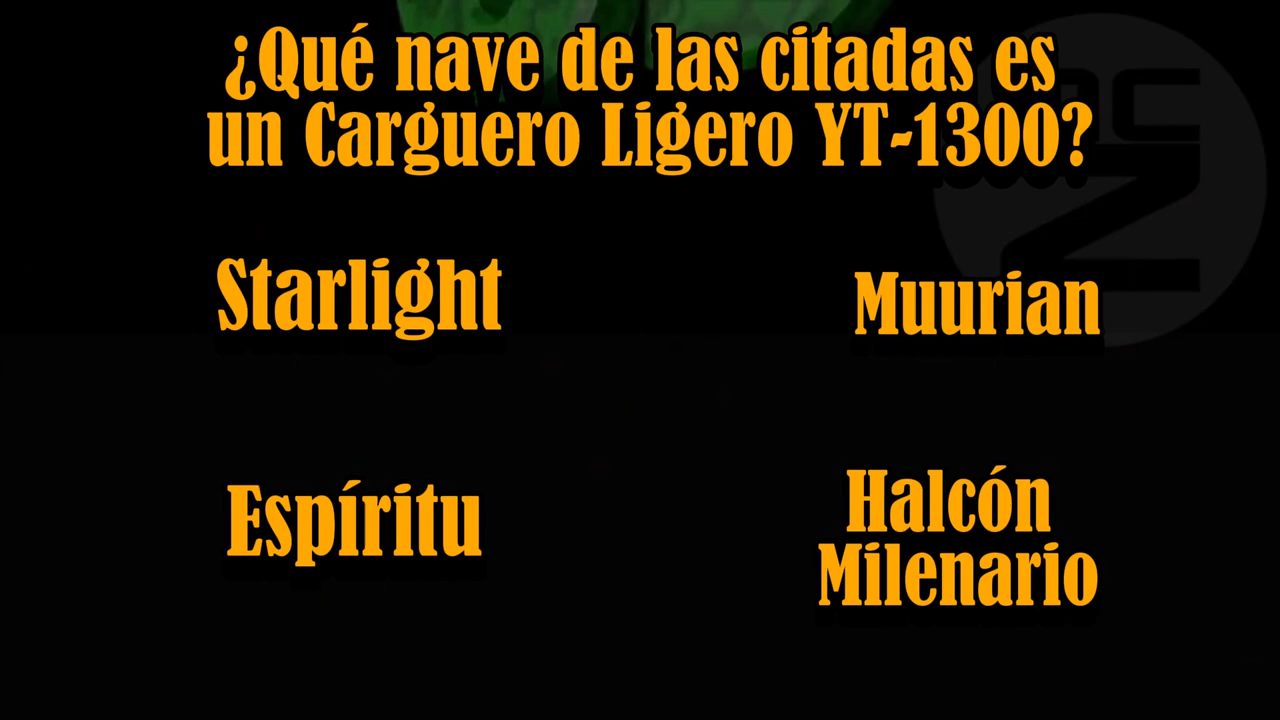 ¿Qué nave de las citadas es
un Carguero Ligero YT-1300?
Starlight
Muurian
Espíritu
Halcón
Milenario